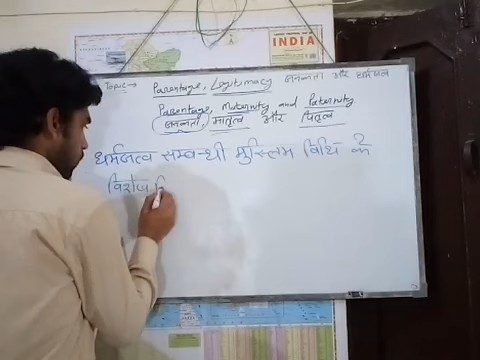 INDIA
Topic → Parentage, Legitimacy जनकता और धर्मजत्व
Parentage, Maternity and Paternity
(जनकता), मातृत्व और पितृत्व
धर्मजत्व सम्बन्धी मुस्लिम विधि के
विशेष